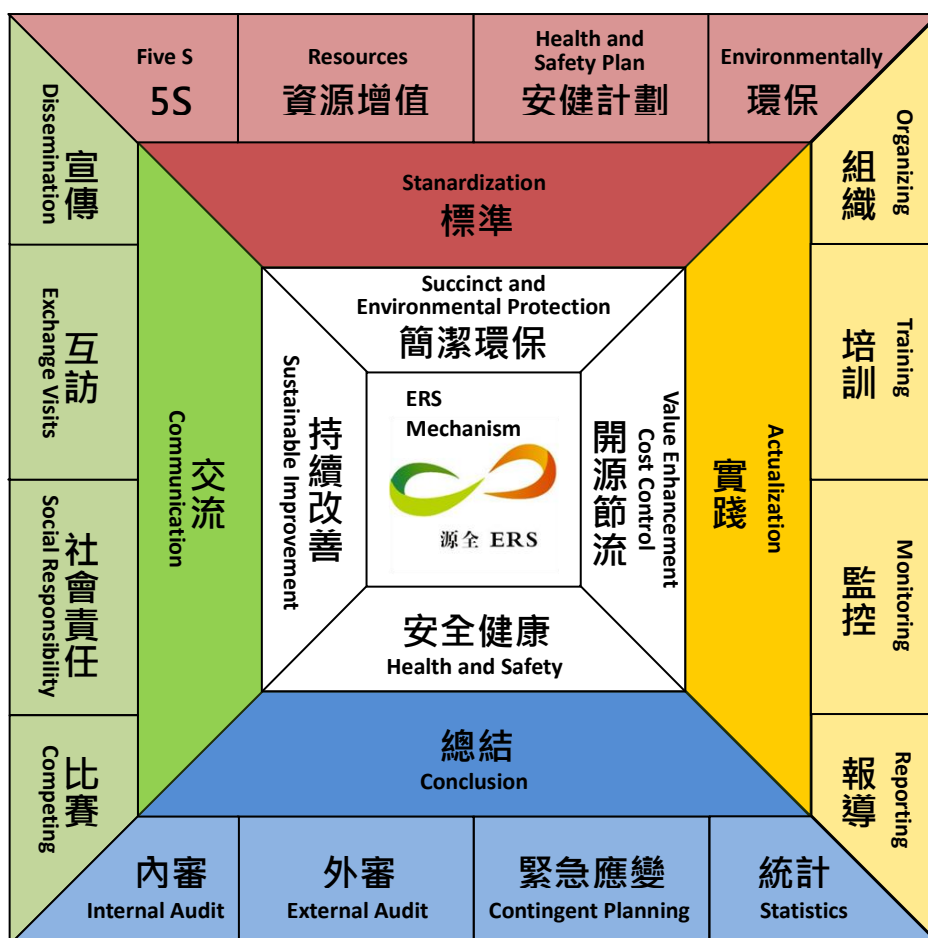 Five S
5S
Resources
資源增值
Health and
Safety Plan
安健計劃
Environmentally
環保
Dissemination
宣傳
Exchange Visits
互訪
Social Responsibility
社會責任
Competing
比賽
Communication
交流
Stanardization
標準
Succinct and
Environmental Protection
簡潔環保
Sustainable Improvement
持續改善
ERS
Mechanism
源全 ERS
Value Enhancement
Cost Control
開源節流
安全健康
Health and Safety
Actualization
實踐
Organizing
組織
Training
培訓
Monitoring
監控
Reporting
報導
總結
Conclusion
內審
Internal Audit
外審
External Audit
緊急應變
Contingent Planning
統計
Statistics